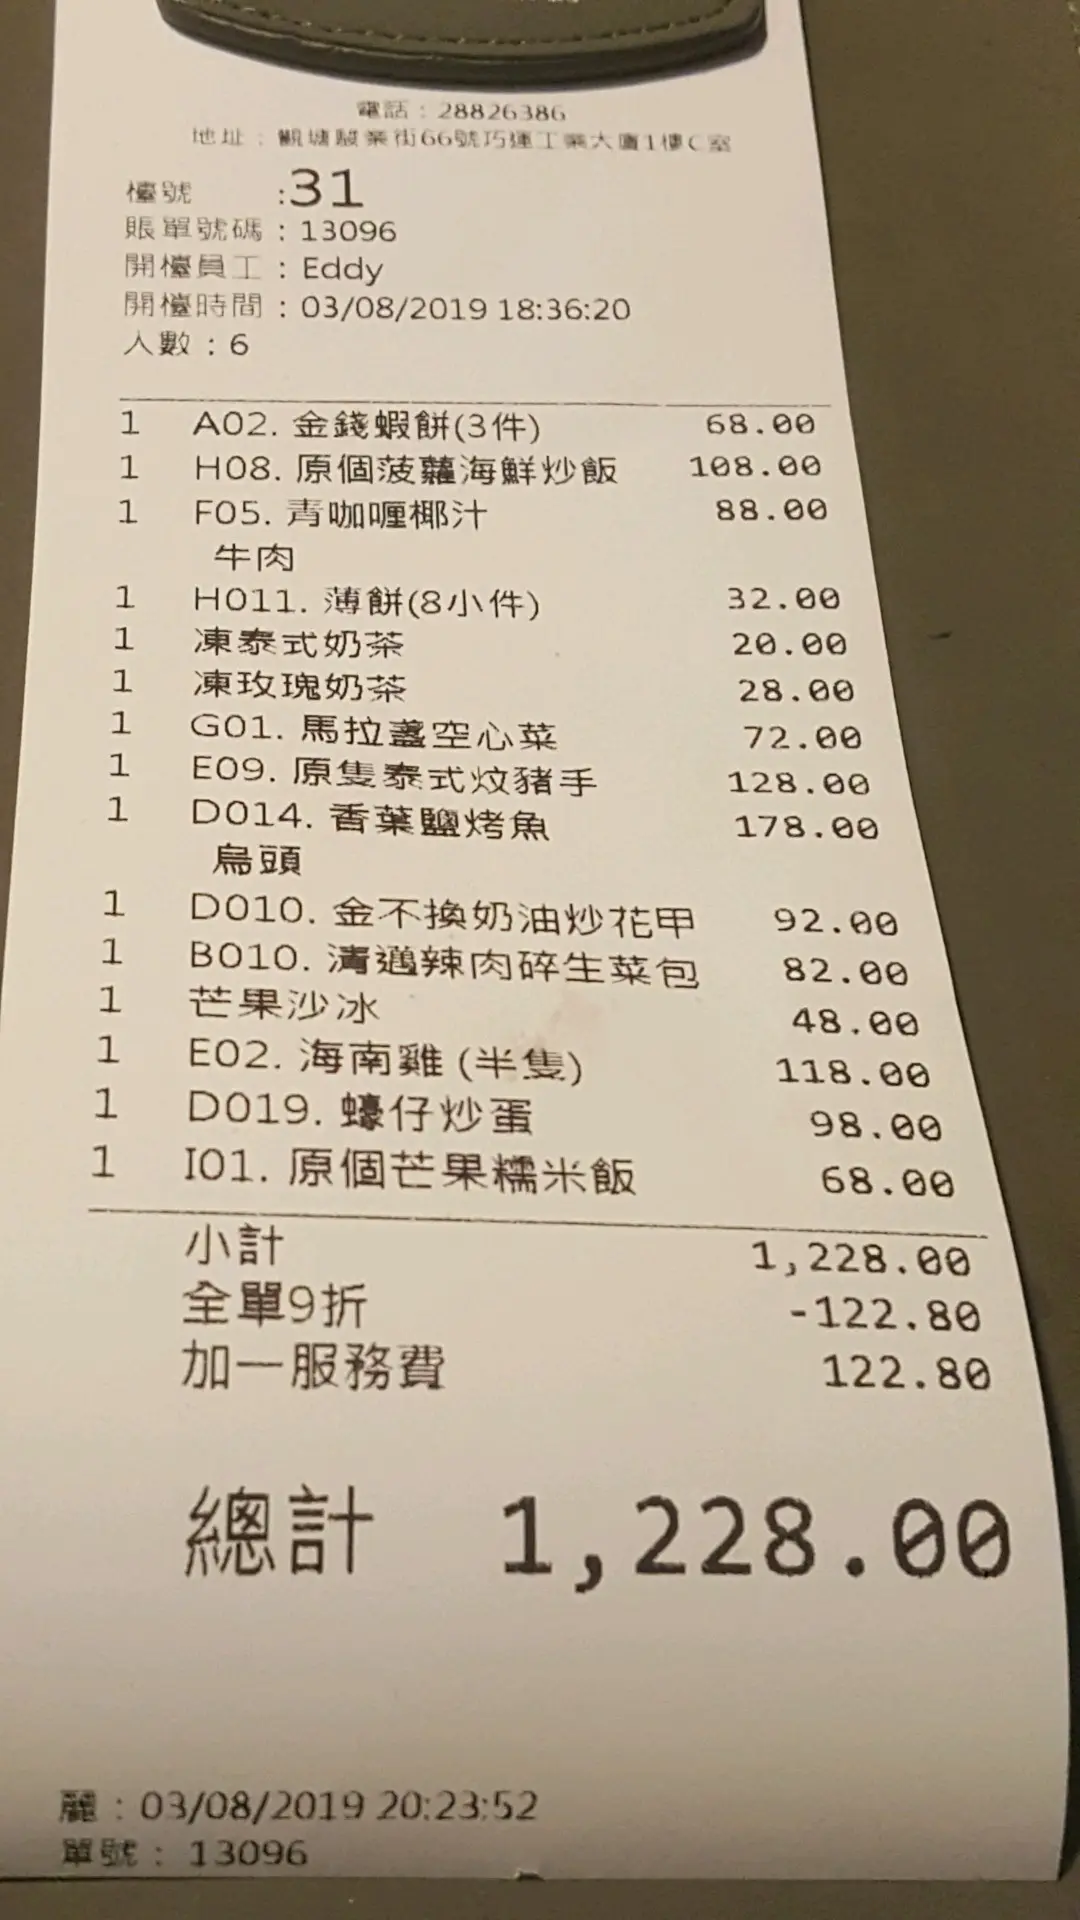 電話：28826386
地址：觀塘駿業街66號巧運工業大廈1樓C室
檯號 :31
賬單號碼：13096
開檯員工：Eddy
開檯時間：03/08/2019 18:36:20
人數：6
1 A02. 金錢蝦餅(3件) 68.00
1 H08. 原個菠蘿海鮮炒飯 108.00
1 F05. 青咖喱椰汁 88.00
牛肉
1 H011. 薄餅(8小件) 32.00
1 凍泰式奶茶 20.00
1 凍玫瑰奶茶 28.00
1 G01. 馬拉盞空心菜 72.00
1 E09. 原隻泰式炆豬手 128.00
1 D014. 香葉鹽烤魚 178.00
烏頭
1 D010. 金不換奶油炒花甲 92.00
1 B010. 清邁辣肉碎生菜包 82.00
1 芒果沙冰 48.00
1 E02. 海南雞 (半隻) 118.00
1 D019. 蠔仔炒蛋 98.00
1 I01. 原個芒果糯米飯 68.00
小計 1,228.00
全單9折 -122.80
加一服務費 122.80
總計 1,228.00
麗：03/08/2019 20:23:52
單號：13096